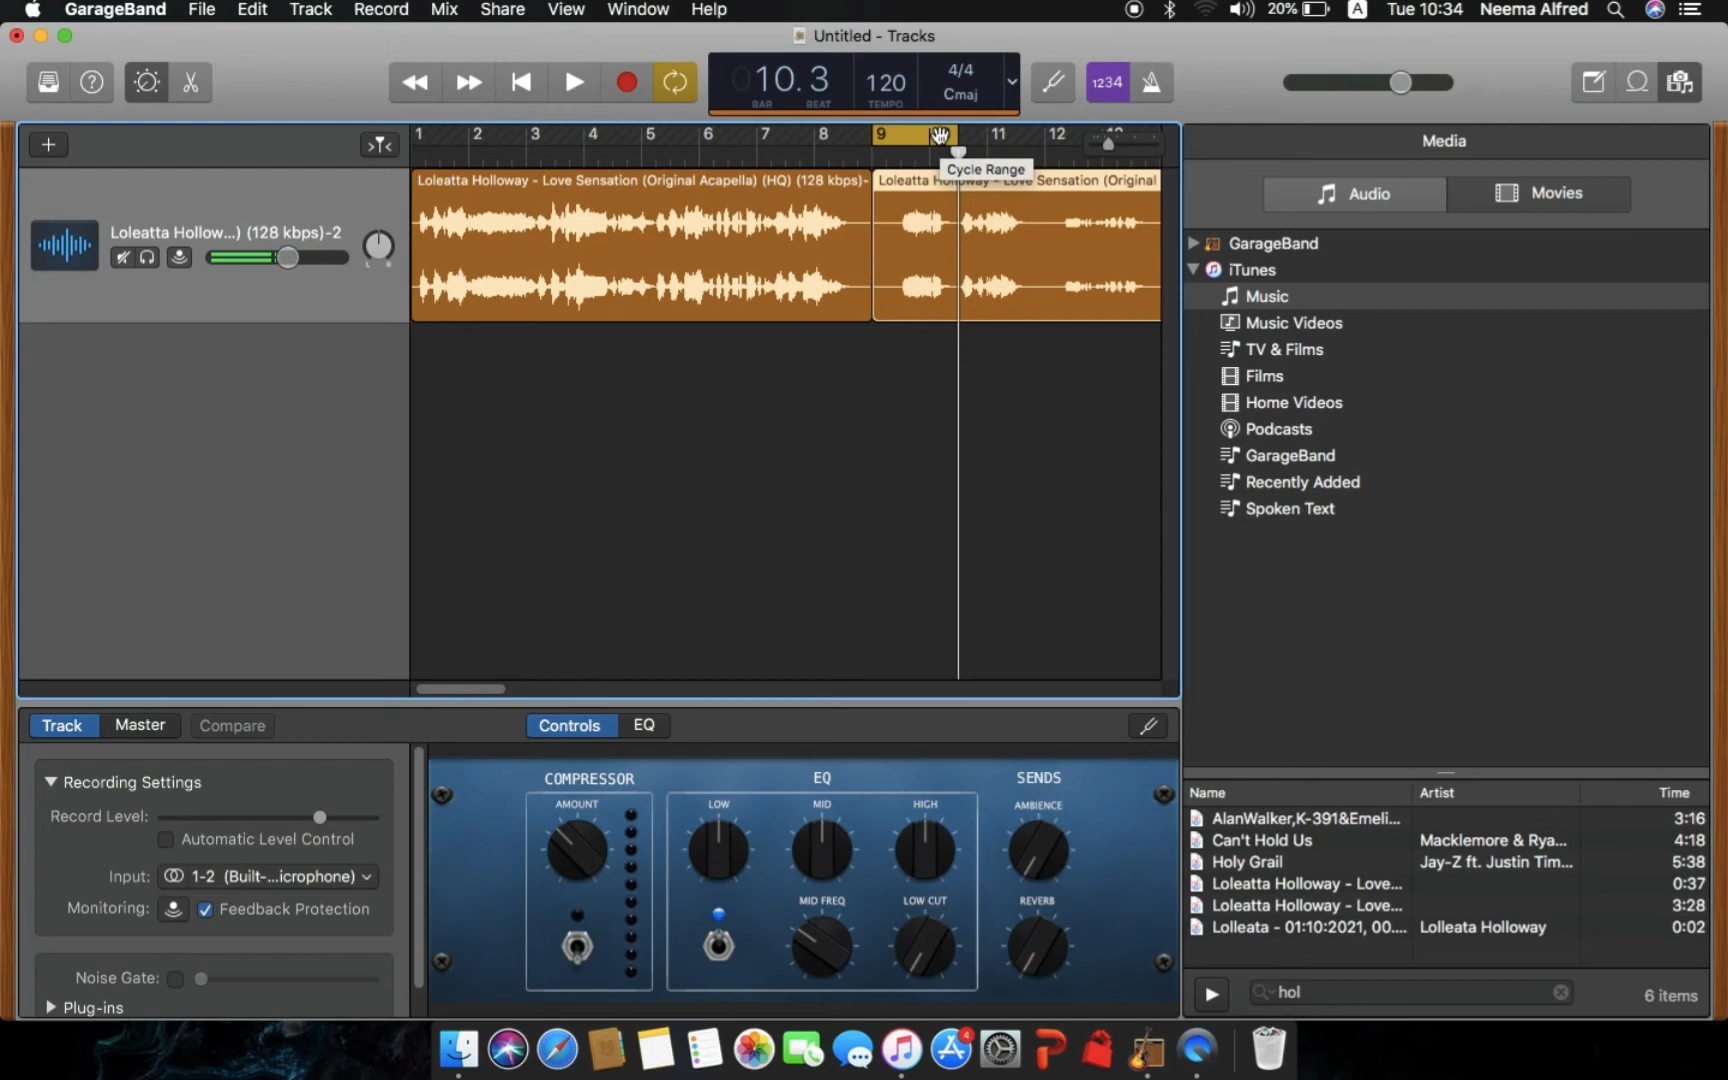 GarageBand File Edit Track Record Mix Share View Window Help 20% A Tue 10:34 Neema Alfred
Untitled - Tracks
010.3 120 4/4 Cmaj
BAR BEAT TEMPO
1234
1 2 3 4 5 6 7 8 9 11 12
Cycle Range
Loleatta Holloway - Love Sensation (Original Acapella) (HQ) (128 kbps)-
Loleatta Holloway - Love Sensation (Original
Loleatta Hollow...) (128 kbps)-2
L R
Media
Audio Movies
GarageBand
iTunes
Music
Music Videos
TV & Films
Films
Home Videos
Podcasts
GarageBand
Recently Added
Spoken Text
Track Master Compare Controls EQ
Recording Settings
Record Level:
Automatic Level Control
Input: 1-2 (Built-...icrophone)
Monitoring: Feedback Protection
Noise Gate:
Plug-ins
COMPRESSOR EQ SENDS
AMOUNT LOW MID HIGH AMBIENCE
MID FREQ LOW CUT REVERB
Name Artist Time
AlanWalker,K-391&Emeli... 3:16
Can't Hold Us Macklemore & Rya... 4:18
Holy Grail Jay-Z ft. Justin Tim... 5:38
Loleatta Holloway - Love... 0:37
Loleatta Holloway - Love... 3:28
Lolleata - 01:10:2021, 00.... Lolleata Holloway 0:02
hol 6 items
4